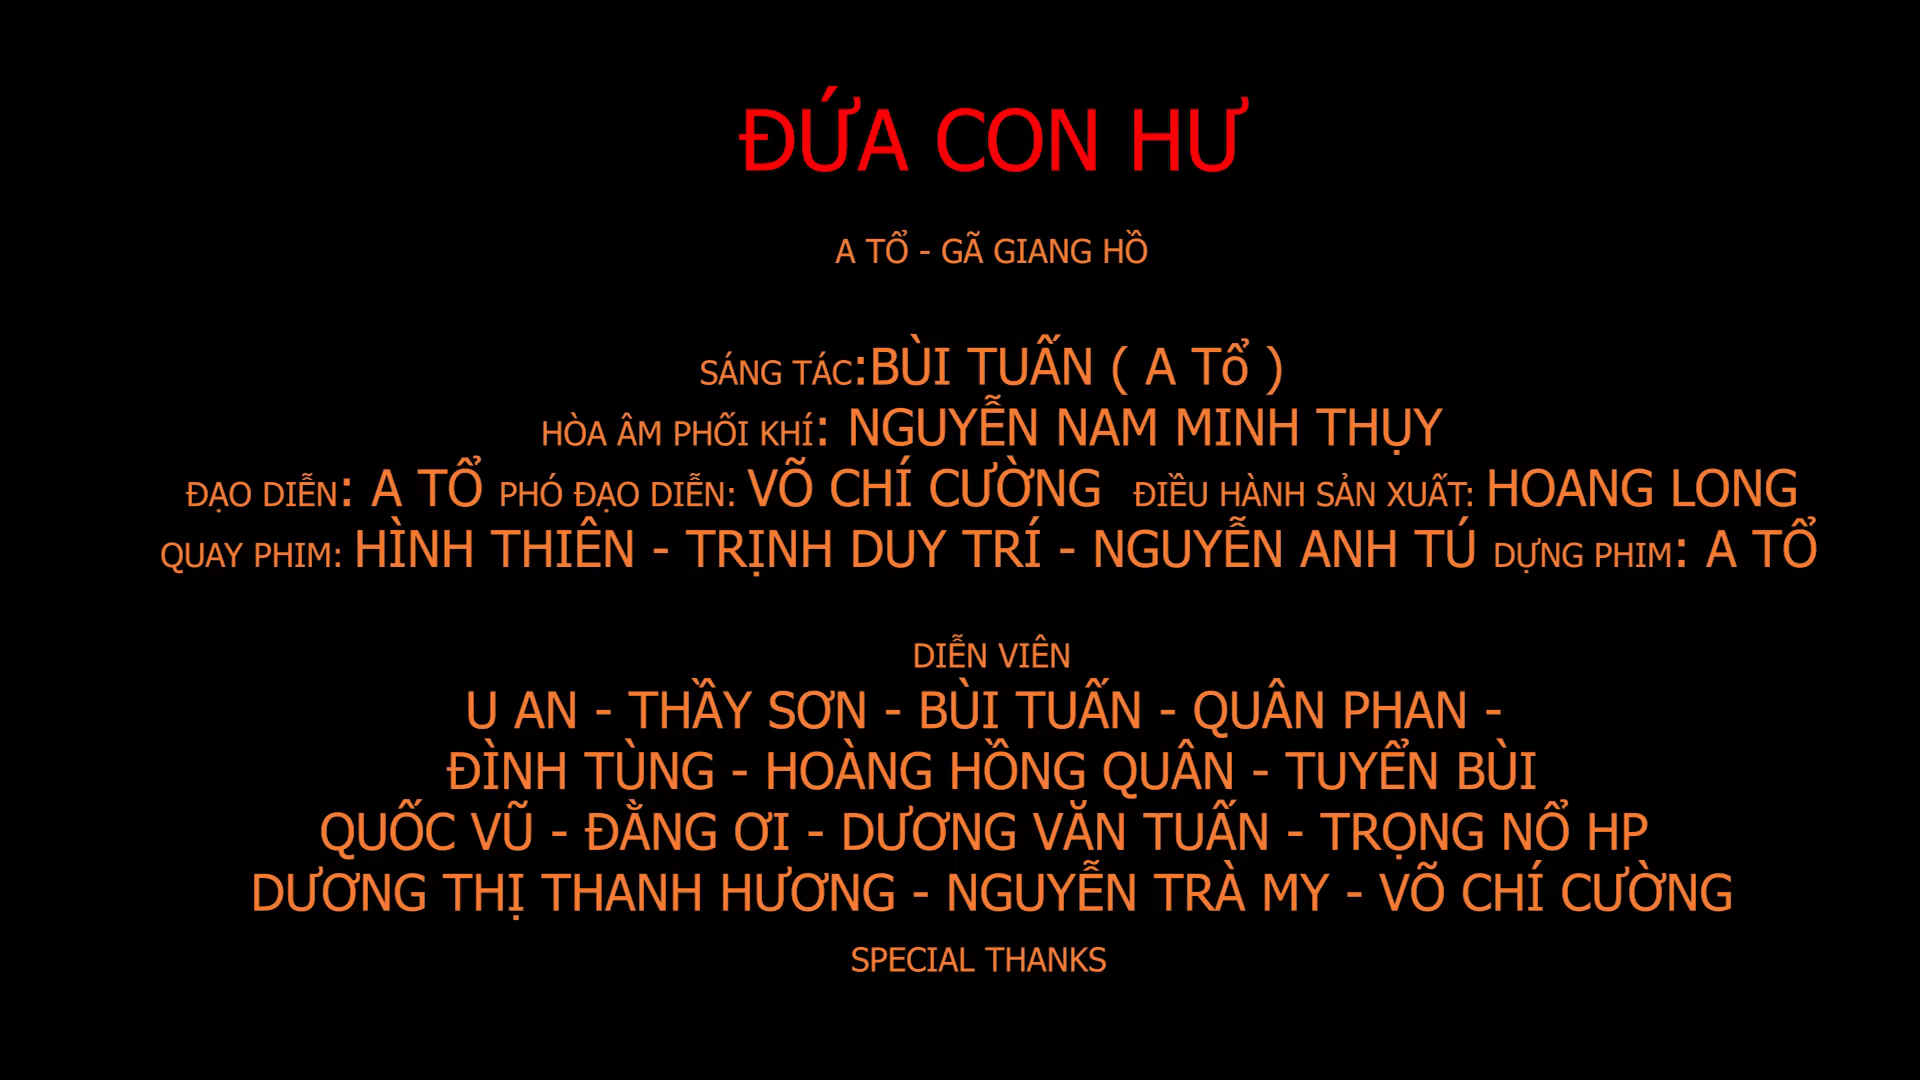 ĐỨA CON HƯ
A TỔ - GÃ GIANG HỒ
SÁNG TÁC:BÙI TUẤN ( A Tổ )
HÒA ÂM PHỐI KHÍ: NGUYỄN NAM MINH THỤY
ĐẠO DIỄN: A TỔ PHÓ ĐẠO DIỄN: VÕ CHÍ CƯỜNG ĐIỀU HÀNH SẢN XUẤT: HOANG LONG
QUAY PHIM: HÌNH THIÊN - TRỊNH DUY TRÍ - NGUYỄN ANH TÚ DỰNG PHIM: A TỔ
DIỄN VIÊN
U AN - THẦY SƠN - BÙI TUẤN - QUÂN PHAN -
ĐÌNH TÙNG - HOÀNG HỒNG QUÂN - TUYỂN BÙI
QUỐC VŨ - ĐẰNG ƠI - DƯƠNG VĂN TUẤN - TRỌNG NỔ HP
DƯƠNG THỊ THANH HƯƠNG - NGUYỄN TRÀ MY - VÕ CHÍ CƯỜNG
SPECIAL THANKS